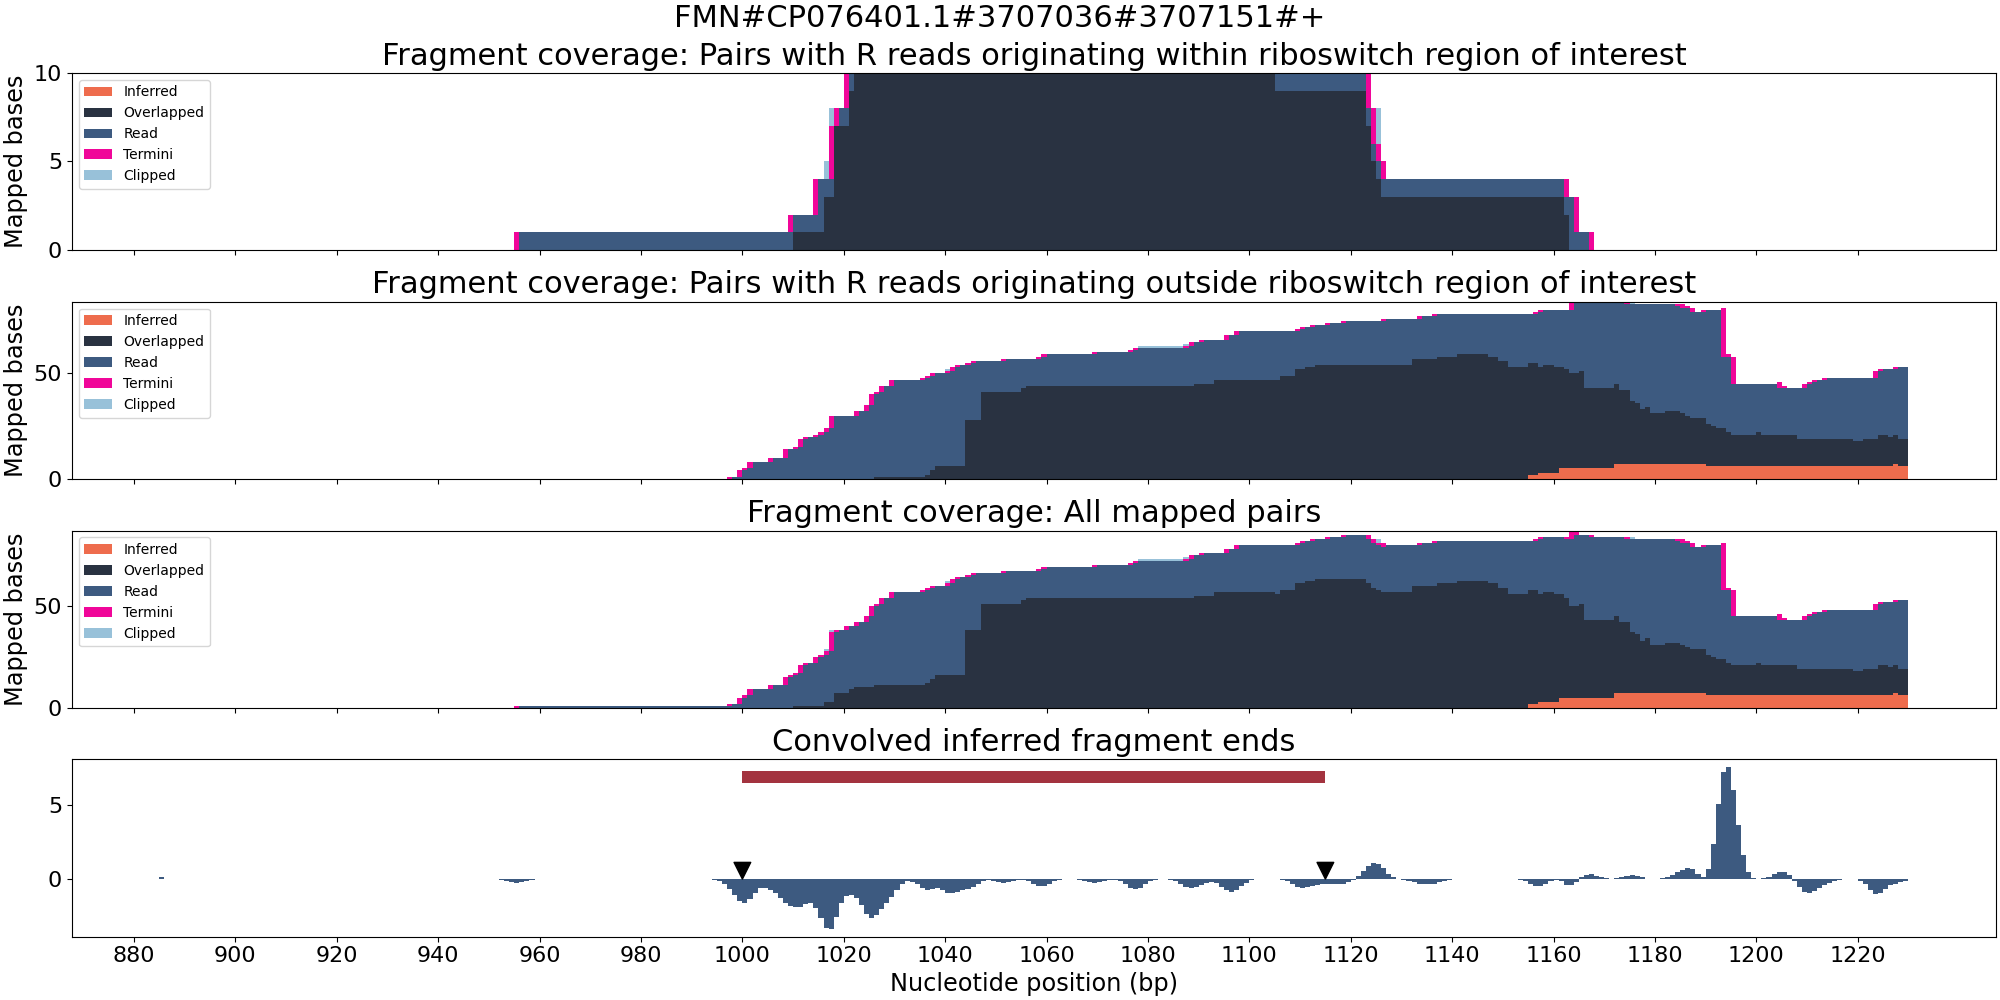 FMN#CP076401.1#3707036#3707151#+
Fragment coverage: Pairs with R reads originating within riboswitch region of interest
Mapped bases
10
5
0
Inferred
Overlapped
Read
Termini
Clipped
Fragment coverage: Pairs with R reads originating outside riboswitch region of interest
Mapped bases
50
0
Inferred
Overlapped
Read
Termini
Clipped
Fragment coverage: All mapped pairs
Mapped bases
50
0
Inferred
Overlapped
Read
Termini
Clipped
Convolved inferred fragment ends
5
0
880 900 920 940 960 980 1000 1020 1040 1060 1080 1100 1120 1140 1160 1180 1200 1220
Nucleotide position (bp)